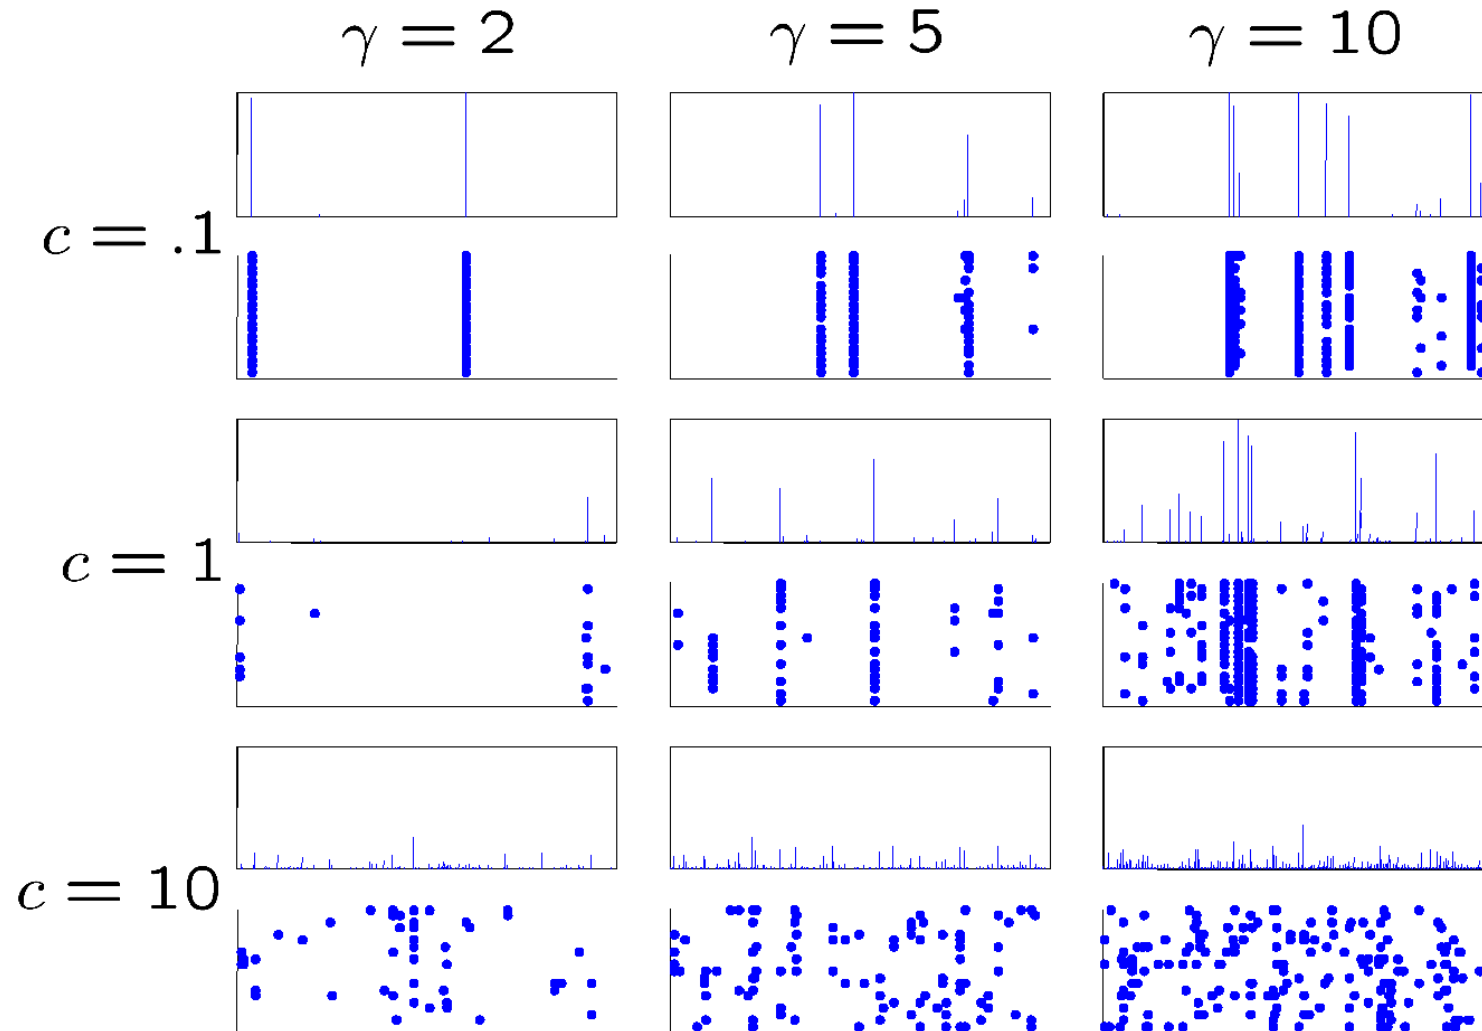 γ = 2 γ = 5 γ = 10
c = .1
c = 1
c = 10